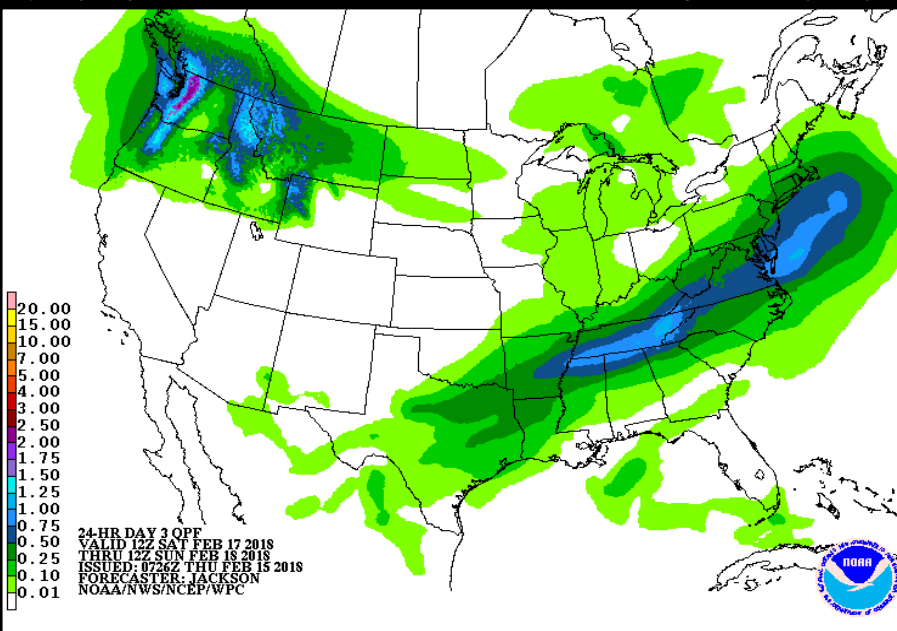 20.00
15.00
10.00
7.00
5.00
4.00
3.00
2.50
2.00
1.75
1.50
1.25
1.00
0.75
0.50
0.25
0.10
0.01
24-HR DAY 3 QPF
VALID 12Z SAT FEB 17 2018
THRU 12Z SUN FEB 18 2018
ISSUED: 0726Z THU FEB 15 2018
FORECASTER: JACKSON
NOAA/NWS/NCEP/WPC
NOAA